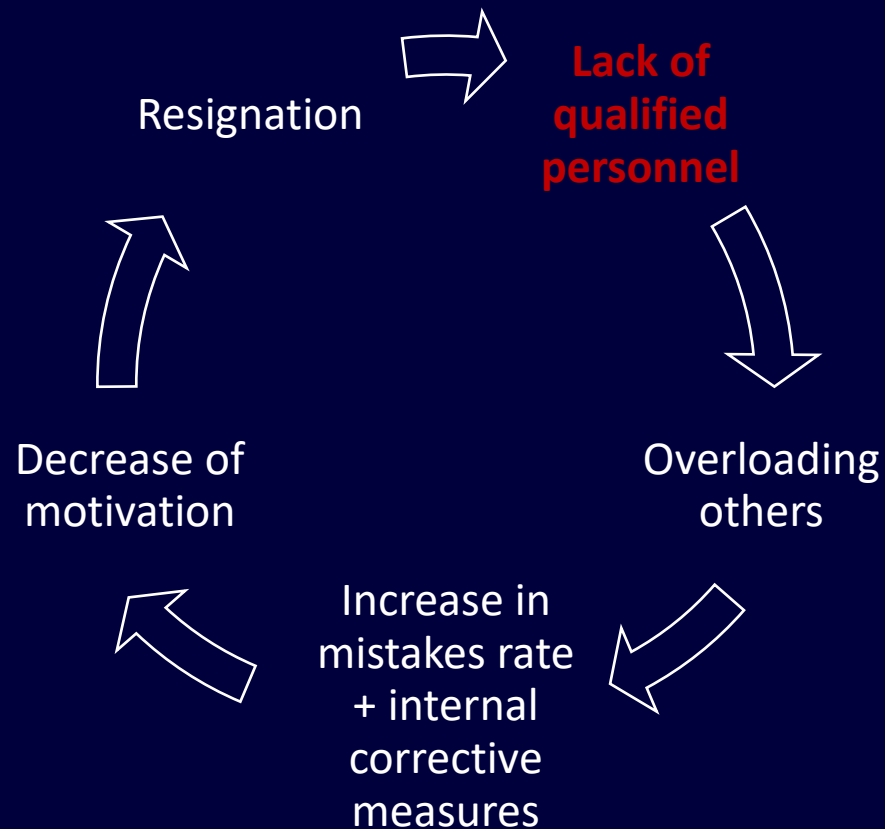 Lack of
qualified
personnel
Overloading
others
Increase in
mistakes rate
+ internal
corrective
measures
Decrease of
motivation
Resignation